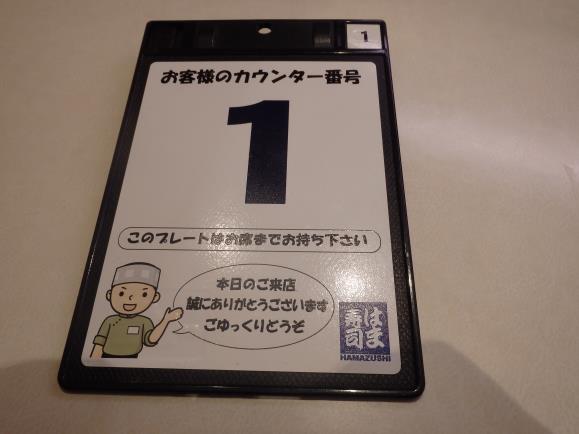 1
お客様のカウンター番号
1
このプレートはお席までお持ち下さい
本日のご来店
誠にありがとうございます
ごゆっくりどうぞ
はま寿司
HAMAZUSHI